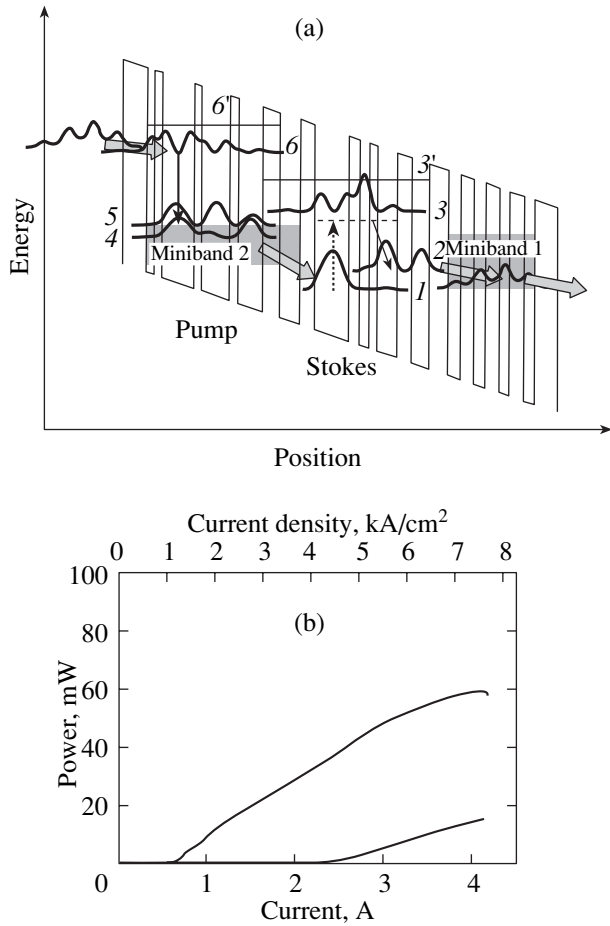 (a)
6'
6
3'
5
3
4
Miniband 2
2
Miniband 1
1
Pump
Stokes
Energy
Position
Current density, kA/cm²
0 1 2 3 4 5 6 7 8
100
(b)
80
60
40
20
0
1 2 3 4
Power, mW
Current, A